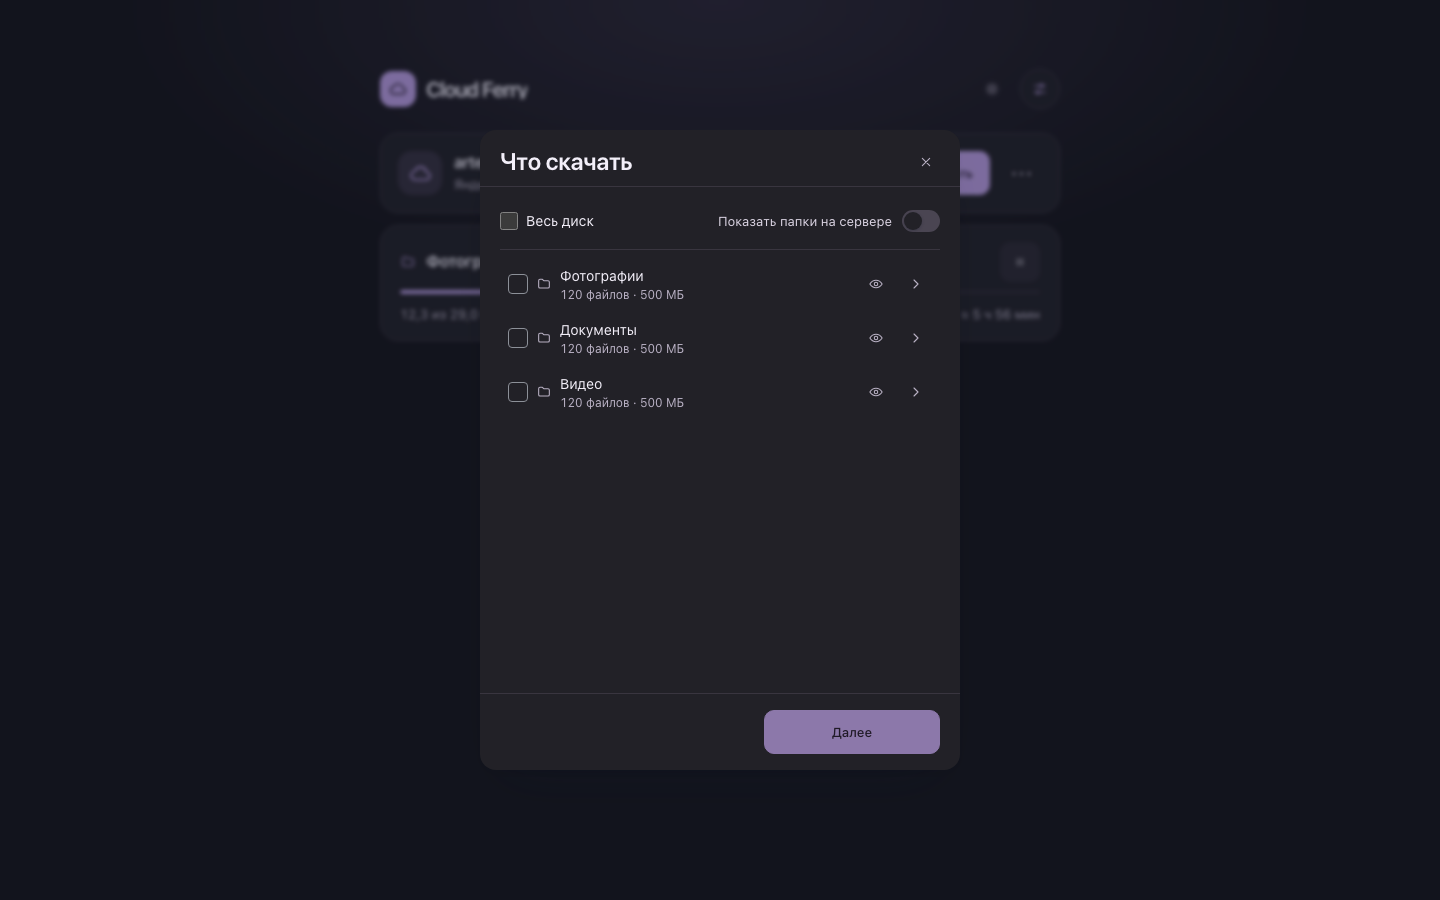 Cloud Ferry
Что скачать
Весь диск
Показать папки на сервере
Фотографии
120 файлов · 500 МБ
Документы
120 файлов · 500 МБ
Видео
120 файлов · 500 МБ
Далее